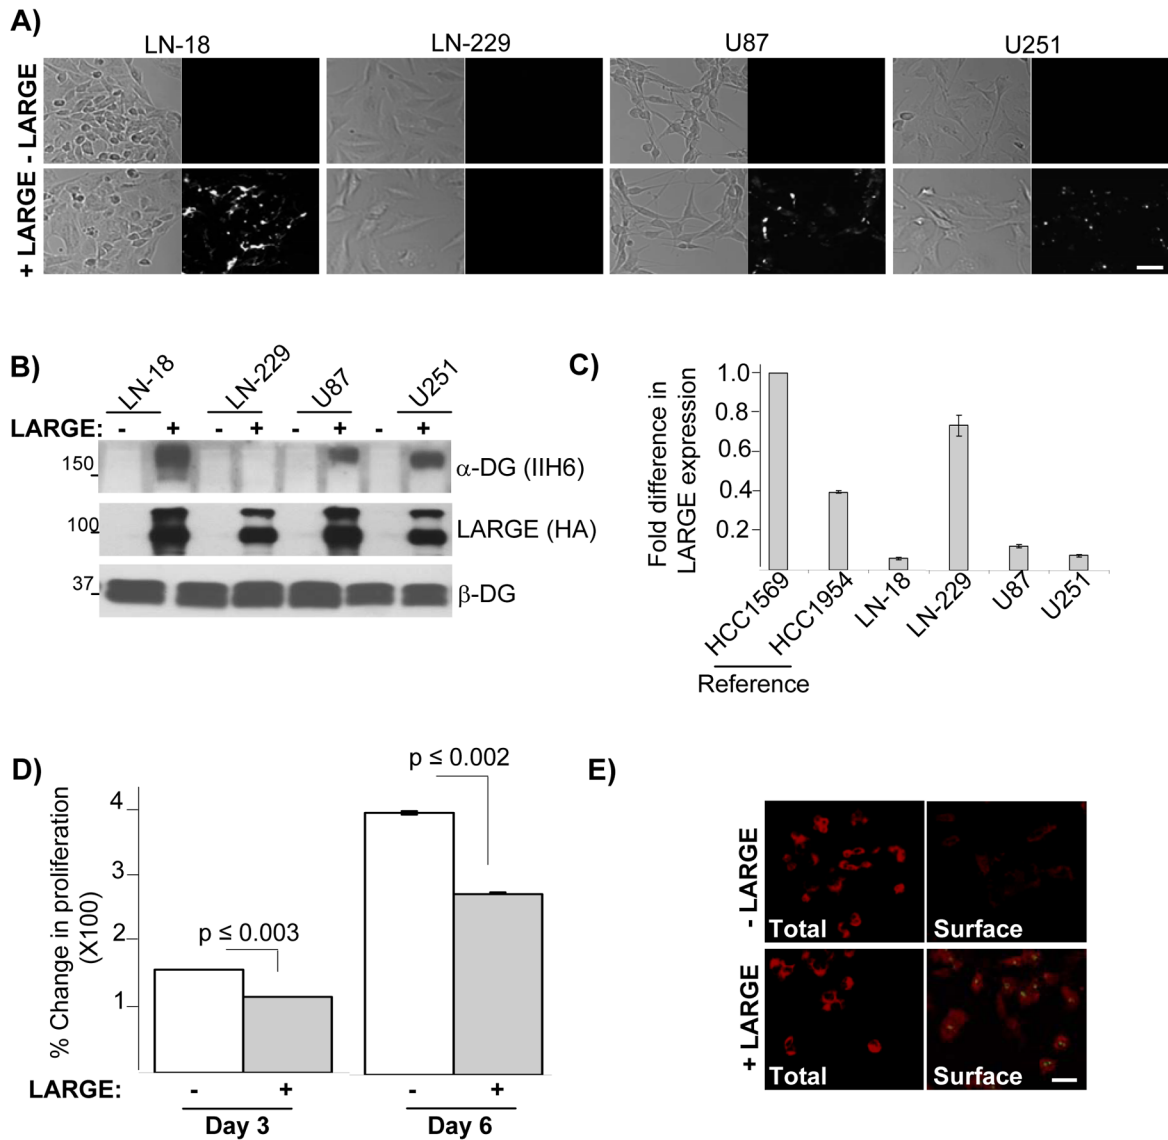 A)
LN-18 LN-229 U87 U251
- LARGE
+ LARGE
B)
LN-18 LN-229 U87 U251
LARGE: - + - + - + - +
150 α-DG (IIH6)
100 LARGE (HA)
37 β-DG
C)
Fold difference in
LARGE expression
1.0
0.8
0.6
0.4
0.2
HCC1569 HCC1954 LN-18 LN-229 U87 U251
Reference
D)
% Change in proliferation
(X100)
4
3
2
1
p ≤ 0.003
p ≤ 0.002
LARGE: - + - +
Day 3 Day 6
E)
- LARGE
Total Surface
+ LARGE
Total Surface